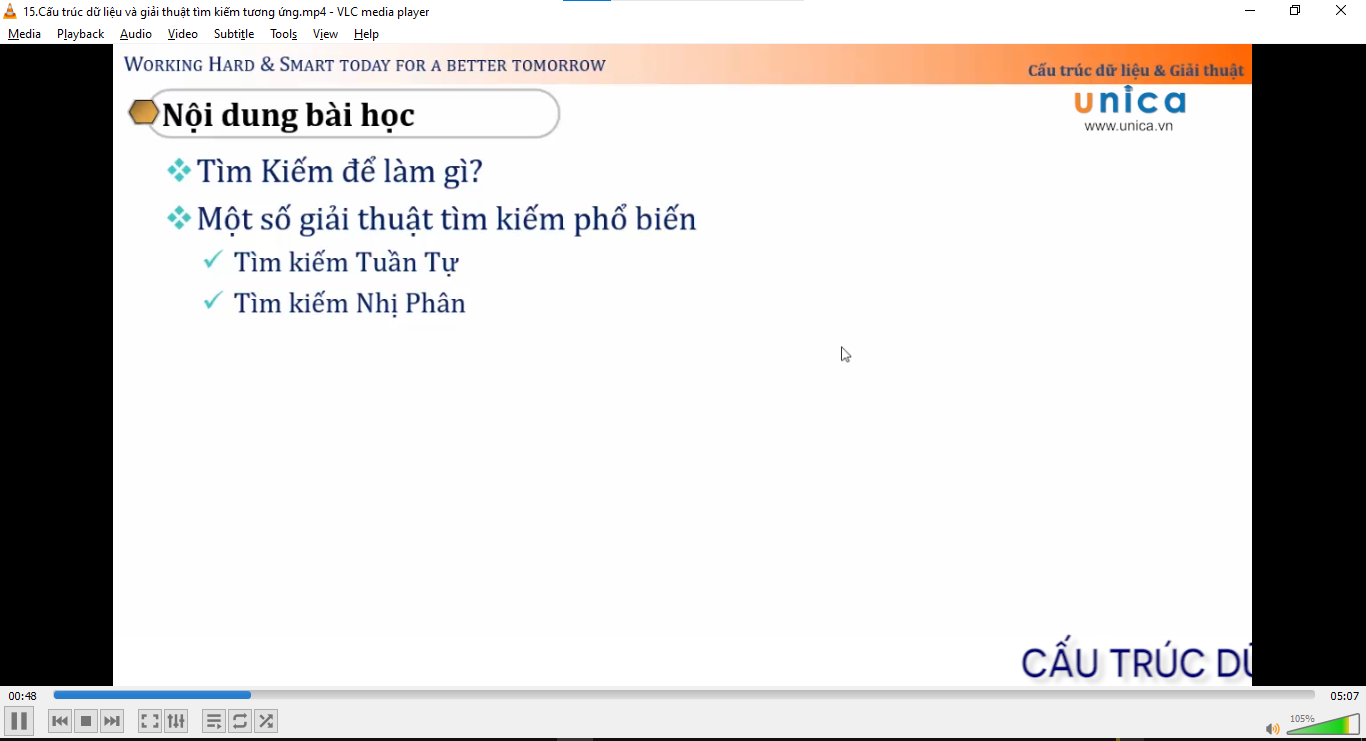 15.Cấu trúc dữ liệu và giải thuật tìm kiếm tương ứng.mp4 - VLC media player
Media Playback Audio Video Subtitle Tools View Help
WORKING HARD & SMART TODAY FOR A BETTER TOMORROW
Cấu trúc dữ liệu & Giải thuật
unica
www.unica.vn
Nội dung bài học
Tìm Kiếm để làm gì?
Một số giải thuật tìm kiếm phổ biến
Tìm kiếm Tuần Tự
Tìm kiếm Nhị Phân
CẤU TRÚC DỮ
00:48
05:07
105%